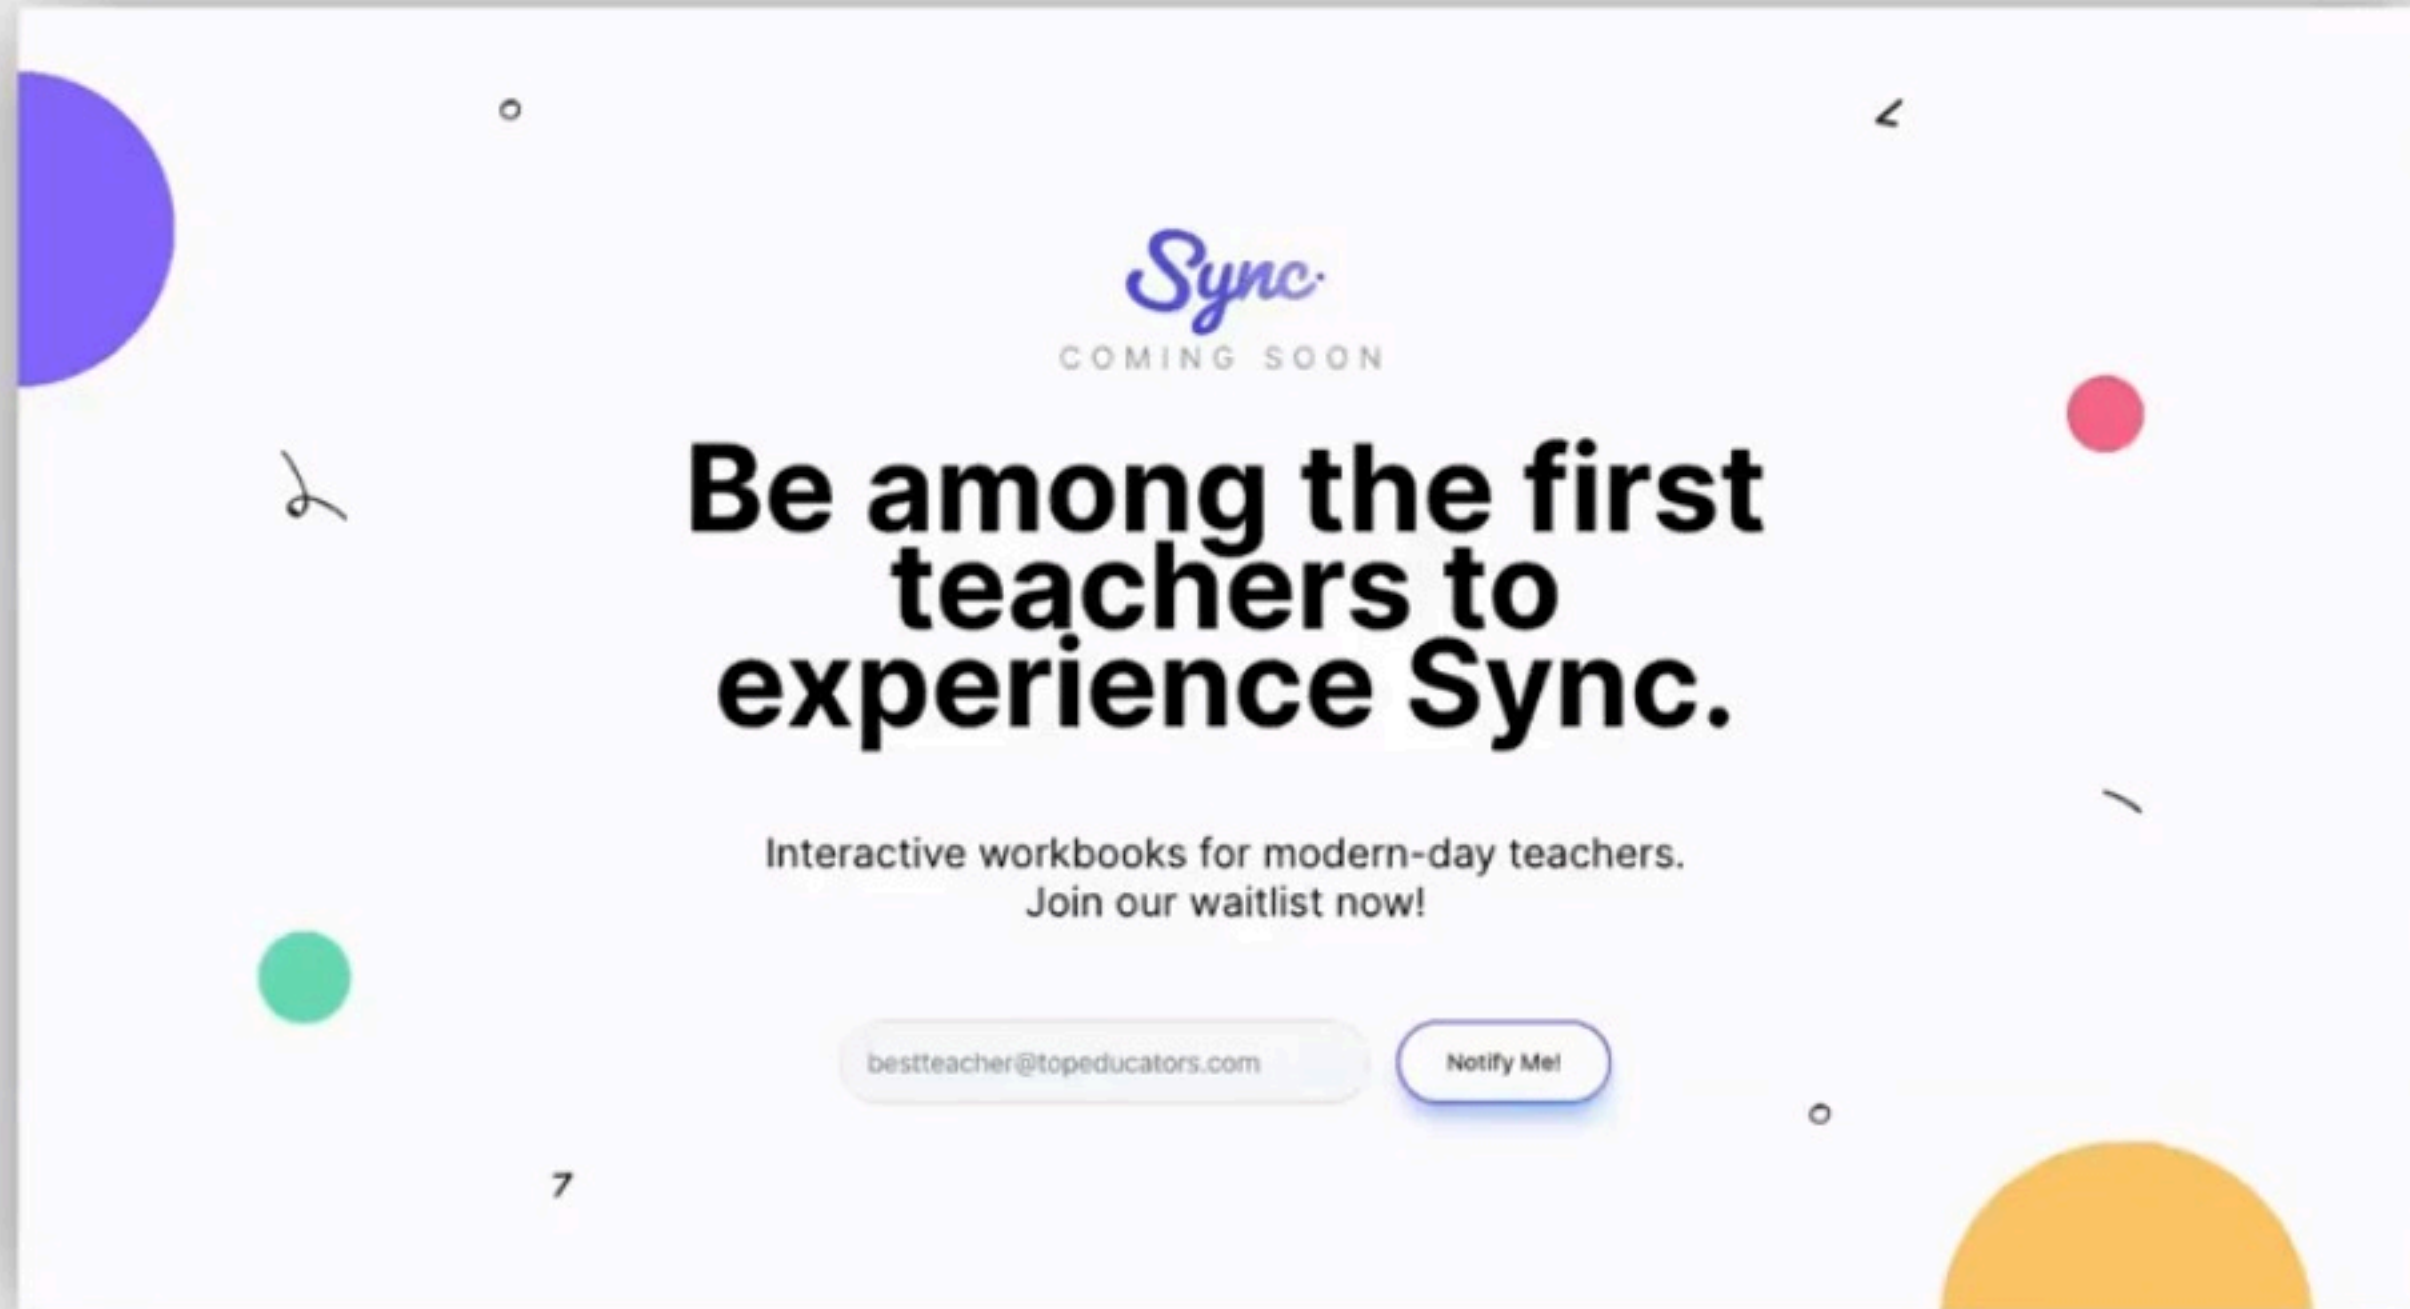 Sync.
COMING SOON
Be among the first
teachers to
experience Sync.
Interactive workbooks for modern-day teachers.
Join our waitlist now!
bestteacher@topeducators.com
Notify Me!